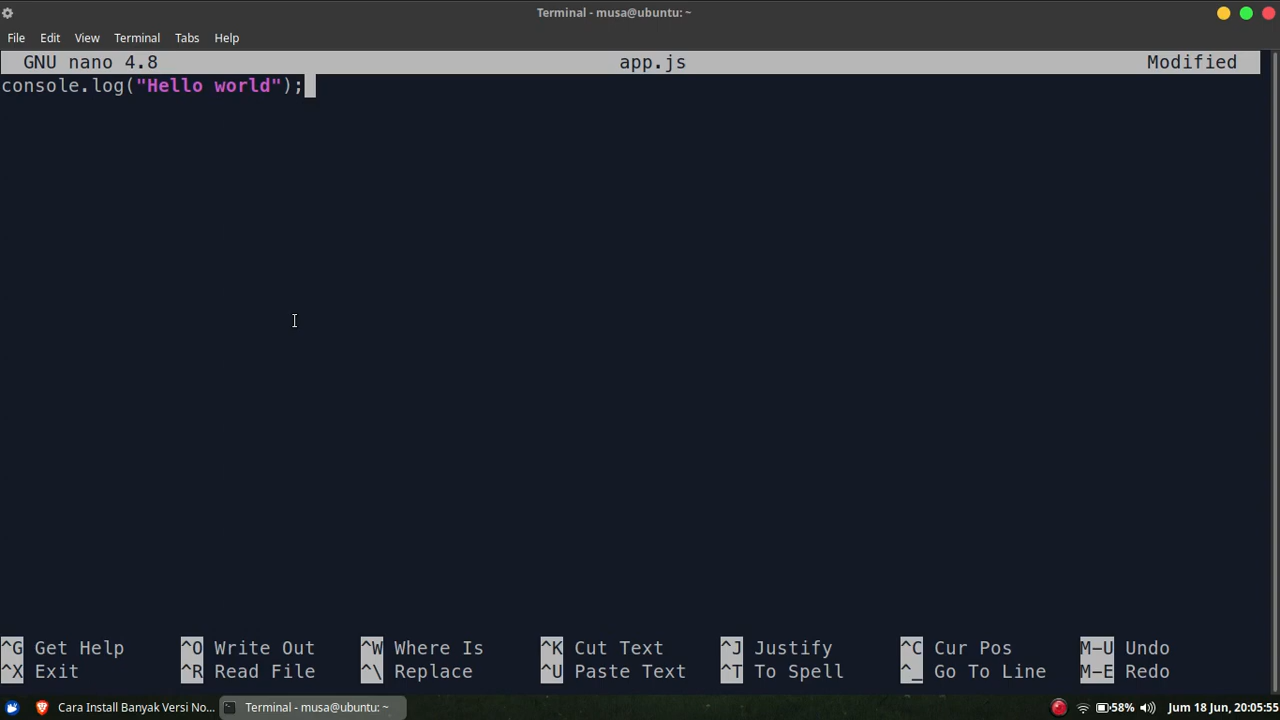 Terminal - musa@ubuntu: ~
File Edit View Terminal Tabs Help
GNU nano 4.8 app.js Modified
console.log("Hello world");
^G Get Help ^O Write Out ^W Where Is ^K Cut Text ^J Justify ^C Cur Pos M-U Undo
^X Exit ^R Read File ^\ Replace ^U Paste Text ^T To Spell ^_ Go To Line M-E Redo
Cara Install Banyak Versi No... Terminal - musa@ubuntu: ~ 58% Jum 18 Jun, 20:05:55